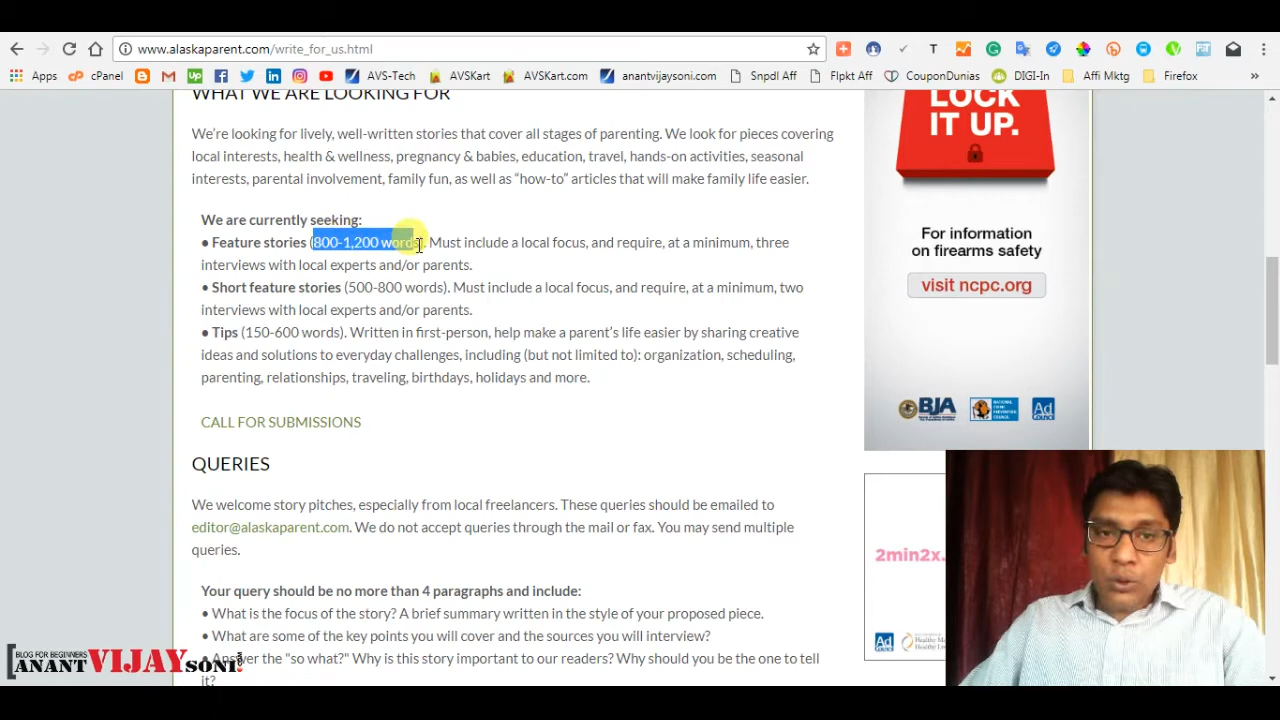 www.alaskaparent.com/write_for_us.html
Apps cPanel AVS-Tech AVSKart AVSKart.com anantvijaysoni.com Snpdl Aff Flpkt Aff CouponDunias DIGI-In Affi Mktg Firefox »
WHAT WE ARE LOOKING FOR
We’re looking for lively, well-written stories that cover all stages of parenting. We look for pieces covering
local interests, health & wellness, pregnancy & babies, education, travel, hands-on activities, seasonal
interests, parental involvement, family fun, as well as “how-to” articles that will make family life easier.
We are currently seeking:
• Feature stories (800-1,200 words). Must include a local focus, and require, at a minimum, three
interviews with local experts and/or parents.
• Short feature stories (500-800 words). Must include a local focus, and require, at a minimum, two
interviews with local experts and/or parents.
• Tips (150-600 words). Written in first-person, help make a parent’s life easier by sharing creative
ideas and solutions to everyday challenges, including (but not limited to): organization, scheduling,
parenting, relationships, traveling, birthdays, holidays and more.
CALL FOR SUBMISSIONS
QUERIES
We welcome story pitches, especially from local freelancers. These queries should be emailed to
editor@alaskaparent.com. We do not accept queries through the mail or fax. You may send multiple
queries.
Your query should be no more than 4 paragraphs and include:
• What is the focus of the story? A brief summary written in the style of your proposed piece.
• What are some of the key points you will cover and the sources you will interview?
• Answer the “so what?” Why is this story important to our readers? Why should you be the one to tell
it?
LOCK
IT UP.
For information
on firearms safety
visit ncpc.org
BJA
Ad
2min2x.
Ad
BLOG FOR BEGINNERS
ANANTVIJAYSONI